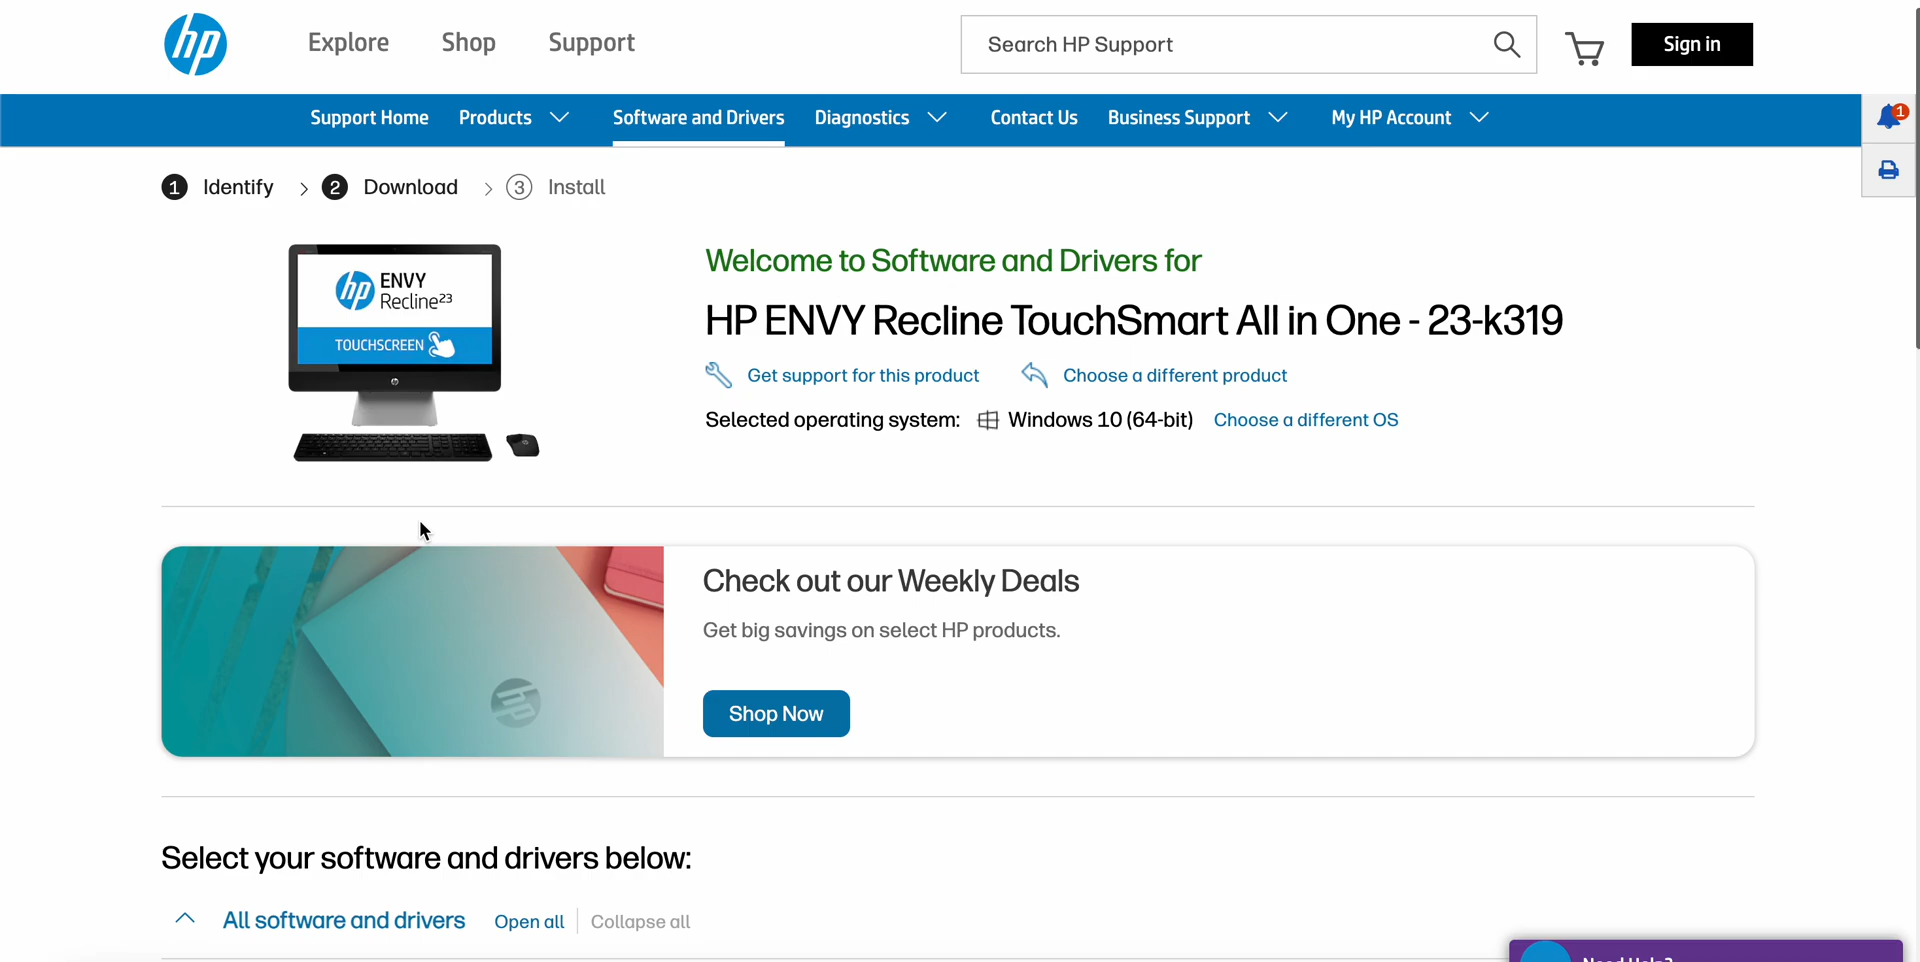 hp Explore Shop Support Search HP Support Sign in
Support Home Products Software and Drivers Diagnostics Contact Us Business Support My HP Account
1
1 Identify 2 Download 3 Install
hp ENVY
Recline23
TOUCHSCREEN
Welcome to Software and Drivers for
HP ENVY Recline TouchSmart All in One - 23-k319
Get support for this product Choose a different product
Selected operating system: Windows 10 (64-bit) Choose a different OS
Check out our Weekly Deals
Get big savings on select HP products.
Shop Now
Select your software and drivers below:
All software and drivers Open all Collapse all
Need Help?